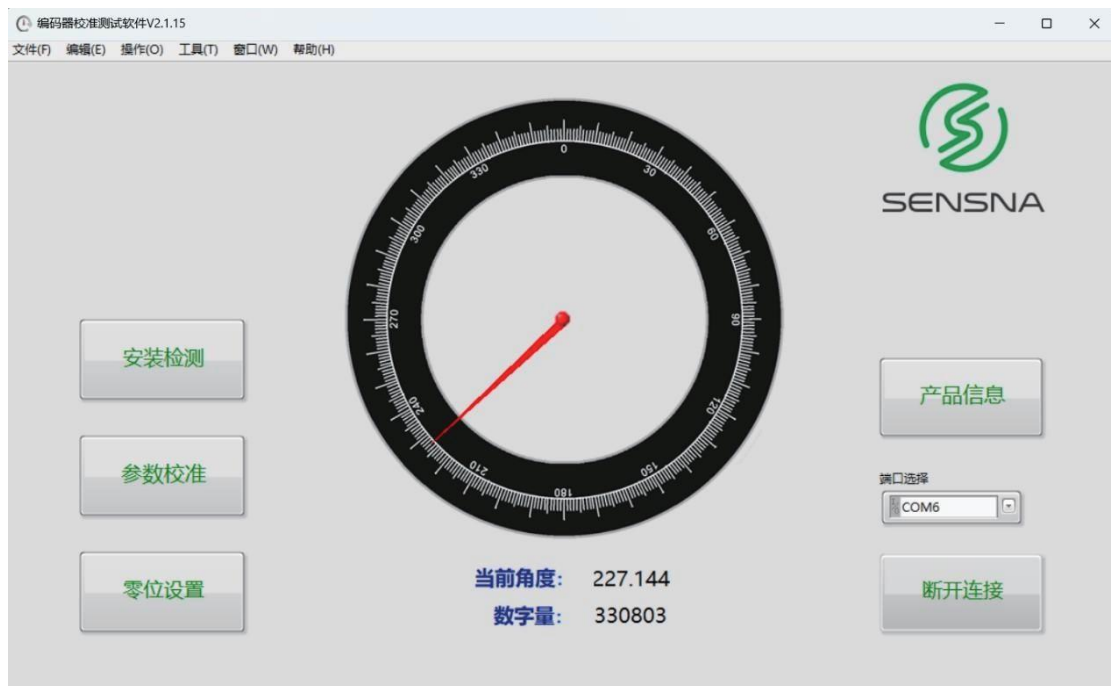 编码器校准测试软件V2.1.15
文件(F) 编辑(E) 操作(O) 工具(T) 窗口(W) 帮助(H)
SENSNA
0
30
60
90
120
150
180
210
240
270
300
330
安装检测
参数校准
零位设置
当前角度: 227.144
数字量: 330803
产品信息
端口选择
COM6
断开连接